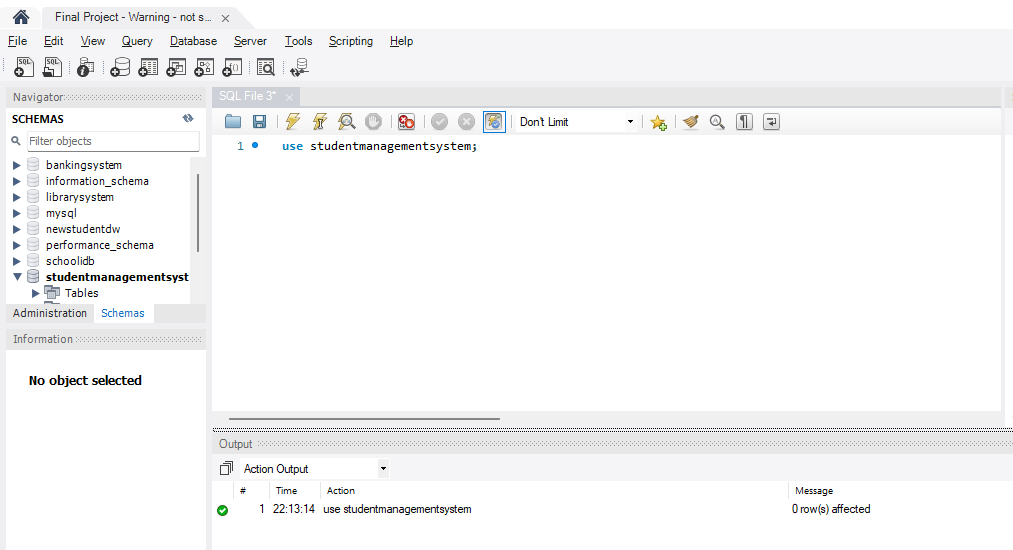 Final Project - Warning - not s...
File Edit View Query Database Server Tools Scripting Help
SQL SQL
Navigator
SCHEMAS
Filter objects
bankingsystem
information_schema
librarysystem
mysql
newstudentdw
performance_schema
schoolidb
studentmanagementsyst
Tables
Administration Schemas
Information
No object selected
SQL File 3*
Don't Limit
1 use studentmanagementsystem;
Output
Action Output
# Time Action Message
1 22:13:14 use studentmanagementsystem 0 row(s) affected